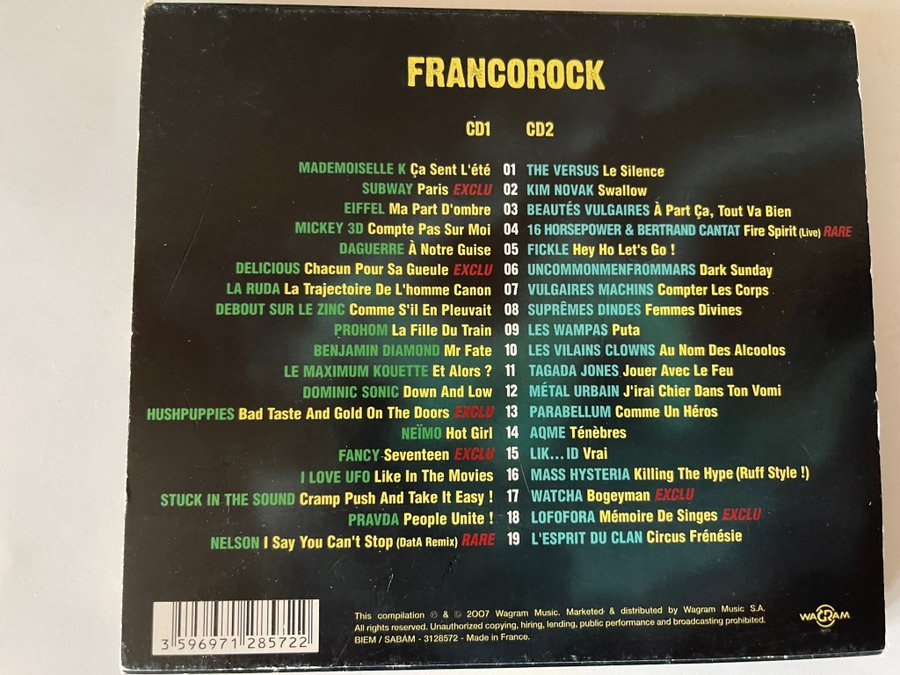 FRANCOROCK
CD1 CD2
MADEMOISELLE K Ça Sent L'été 01 THE VERSUS Le Silence
SUBWAY Paris EXCLU 02 KIM NOVAK Swallow
EIFFEL Ma Part D'ombre 03 BEAUTÉS VULGAIRES À Part Ça, Tout Va Bien
MICKEY 3D Compte Pas Sur Moi 04 16 HORSEPOWER & BERTRAND CANTAT Fire Spirit (Live) RARE
DAGUERRE À Notre Guise 05 FICKLE Hey Ho Let's Go !
DELICIOUS Chacun Pour Sa Gueule EXCLU 06 UNCOMMONMENFROMMARS Dark Sunday
LA RUDA La Trajectoire De L'homme Canon 07 VULGAIRES MACHINS Compter Les Corps
DEBOUT SUR LE ZINC Comme S'il En Pleuvait 08 SUPRÊMES DINDES Femmes Divines
PROHOM La Fille Du Train 09 LES WAMPAS Puta
BENJAMIN DIAMOND Mr Fate 10 LES VILAINS CLOWNS Au Nom Des Alcoolos
LE MAXIMUM KOUETTE Et Alors ? 11 TAGADA JONES Jouer Avec Le Feu
DOMINIC SONIC Down And Low 12 MÉTAL URBAIN J'irai Chier Dans Ton Vomi
HUSHPUPPIES Bad Taste And Gold On The Doors EXCLU 13 PARABELLUM Comme Un Héros
NEÏMO Hot Girl 14 AQME Ténèbres
FANCY Seventeen EXCLU 15 LIK...ID Vrai
I LOVE UFO Like In The Movies 16 MASS HYSTERIA Killing The Hype (Ruff Style !)
STUCK IN THE SOUND Cramp Push And Take It Easy ! 17 WATCHA Bogeyman EXCLU
PRAVDA People Unite ! 18 LOFOFORA Mémoire De Singes EXCLU
NELSON I Say You Can't Stop (DatA Remix) RARE 19 L'ESPRIT DU CLAN Circus Frénésie
3 596971 285722
This compilation ℗ & © 2007 Wagram Music. Marketed & distributed by Wagram Music S.A.
All rights reserved. Unauthorized copying, hiring, lending, public performance and broadcasting prohibited.
BIEM / SABAM - 3128572 - Made in France.
WAGRAM